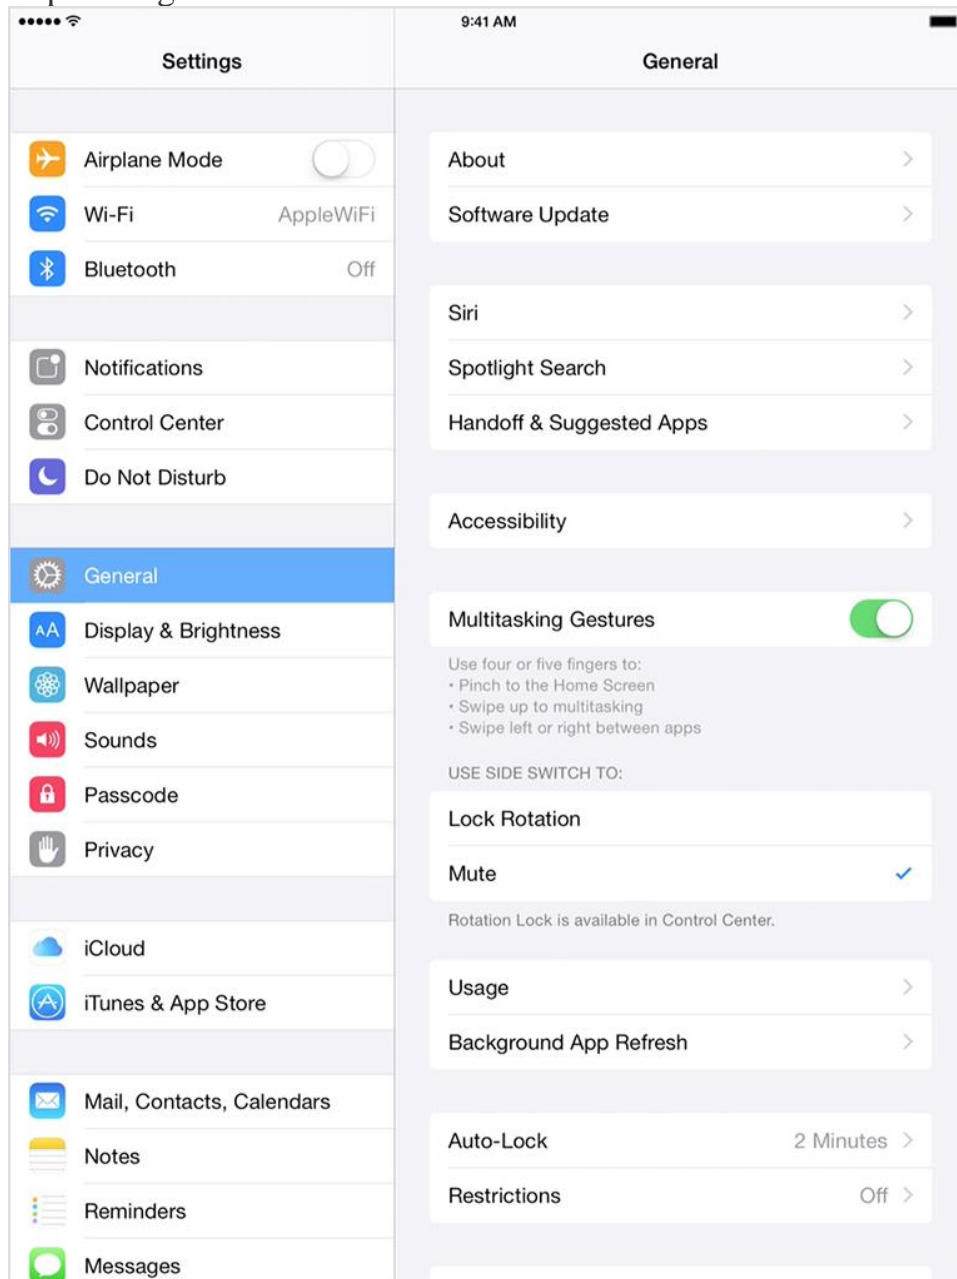 9:41 AM
Settings
General
Airplane Mode
Wi-Fi AppleWiFi
Bluetooth Off
Notifications
Control Center
Do Not Disturb
General
AA Display & Brightness
Wallpaper
Sounds
Passcode
Privacy
iCloud
iTunes & App Store
Mail, Contacts, Calendars
Notes
Reminders
Messages
About
Software Update
Siri
Spotlight Search
Handoff & Suggested Apps
Accessibility
Multitasking Gestures
Use four or five fingers to:
• Pinch to the Home Screen
• Swipe up to multitasking
• Swipe left or right between apps
USE SIDE SWITCH TO:
Lock Rotation
Mute
Rotation Lock is available in Control Center.
Usage
Background App Refresh
Auto-Lock 2 Minutes
Restrictions Off